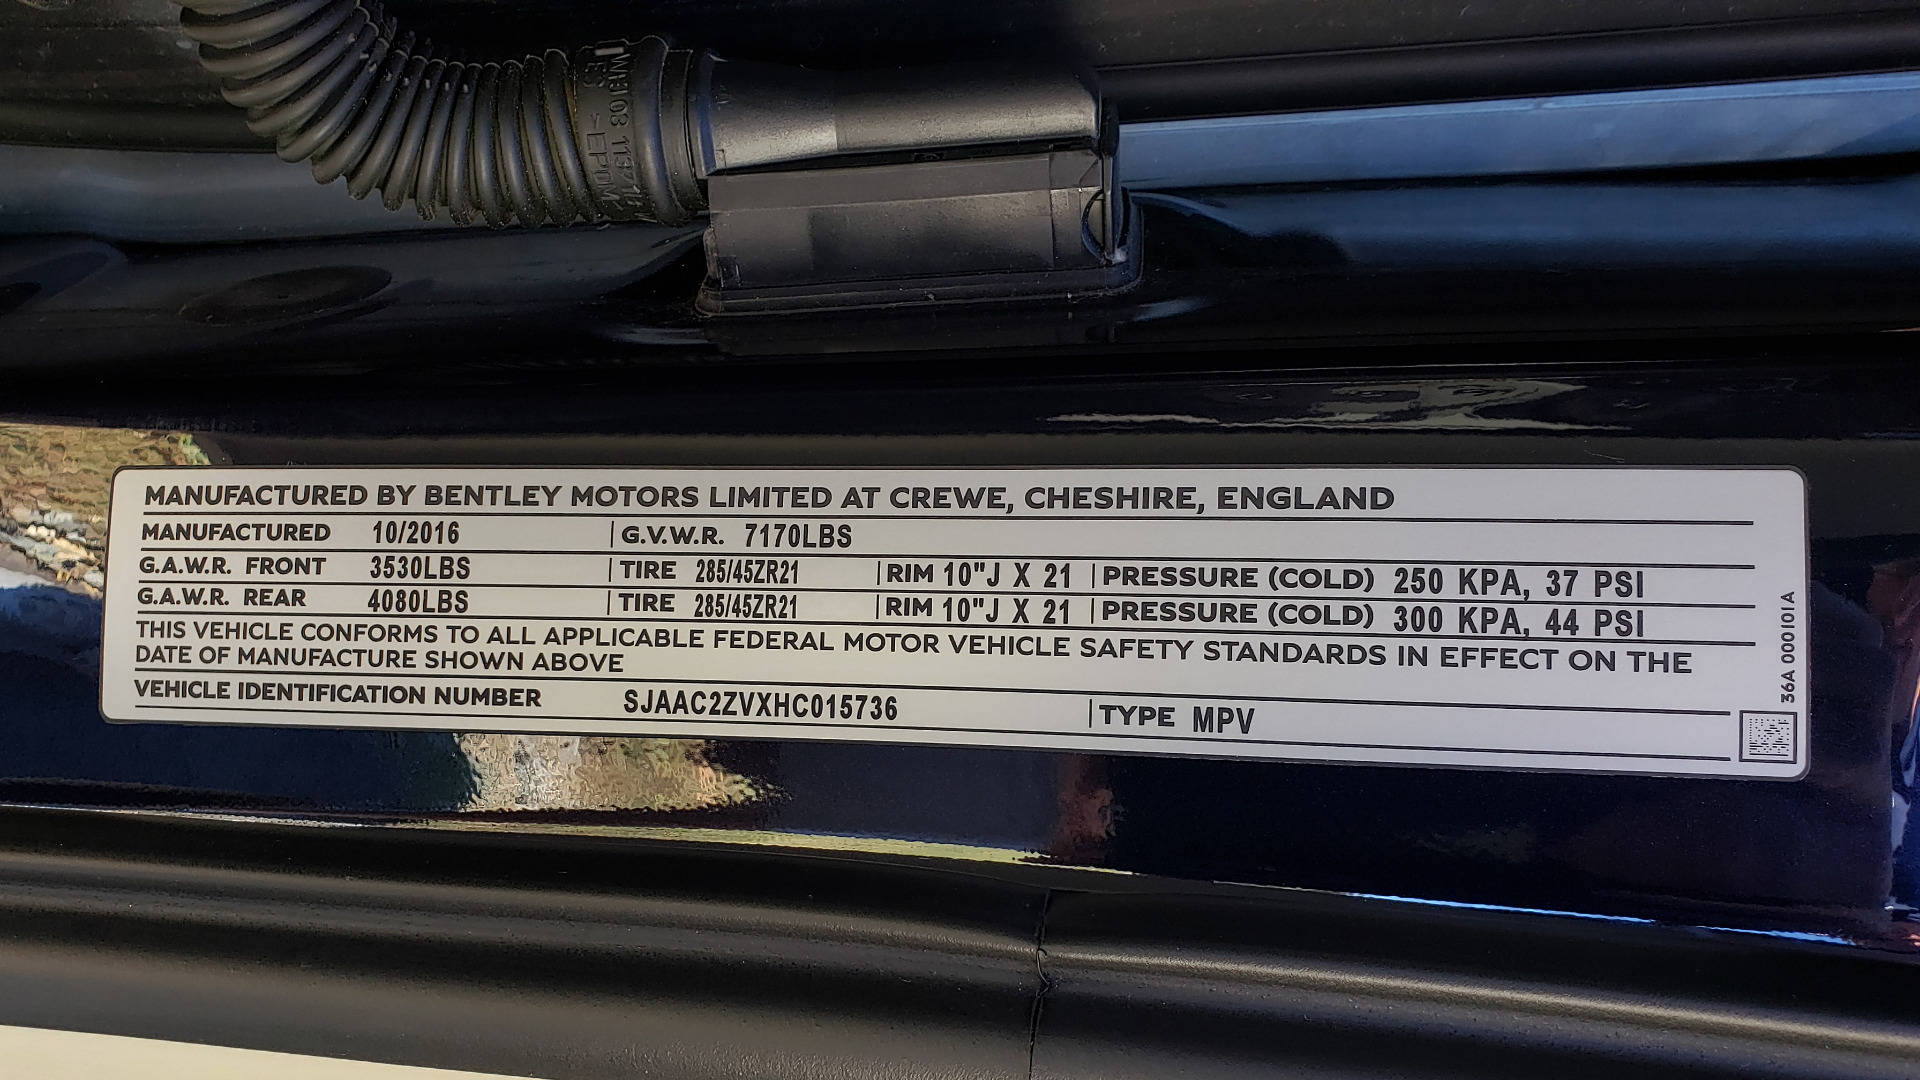 MANUFACTURED BY BENTLEY MOTORS LIMITED AT CREWE, CHESHIRE, ENGLAND
MANUFACTURED 10/2016 G.V.W.R. 7170LBS
G.A.W.R. FRONT 3530LBS TIRE 285/45ZR21 RIM 10"J X 21 PRESSURE (COLD) 250 KPA, 37 PSI
G.A.W.R. REAR 4080LBS TIRE 285/45ZR21 RIM 10"J X 21 PRESSURE (COLD) 300 KPA, 44 PSI
THIS VEHICLE CONFORMS TO ALL APPLICABLE FEDERAL MOTOR VEHICLE SAFETY STANDARDS IN EFFECT ON THE
DATE OF MANUFACTURE SHOWN ABOVE
VEHICLE IDENTIFICATION NUMBER SJAAC2ZVXHC015736 TYPE MPV
36A 000101A
>EPDM